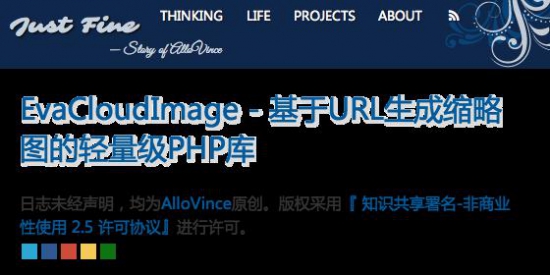 Just Fine
THINKING LIFE PROJECTS ABOUT
— Story of AlloVince
EvaCloudImage - 基于URL生成缩略
图的轻量级PHP库
日志未经声明，均为AlloVince原创。版权采用『 知识共享署名-非商业
性使用 2.5 许可协议』进行许可。